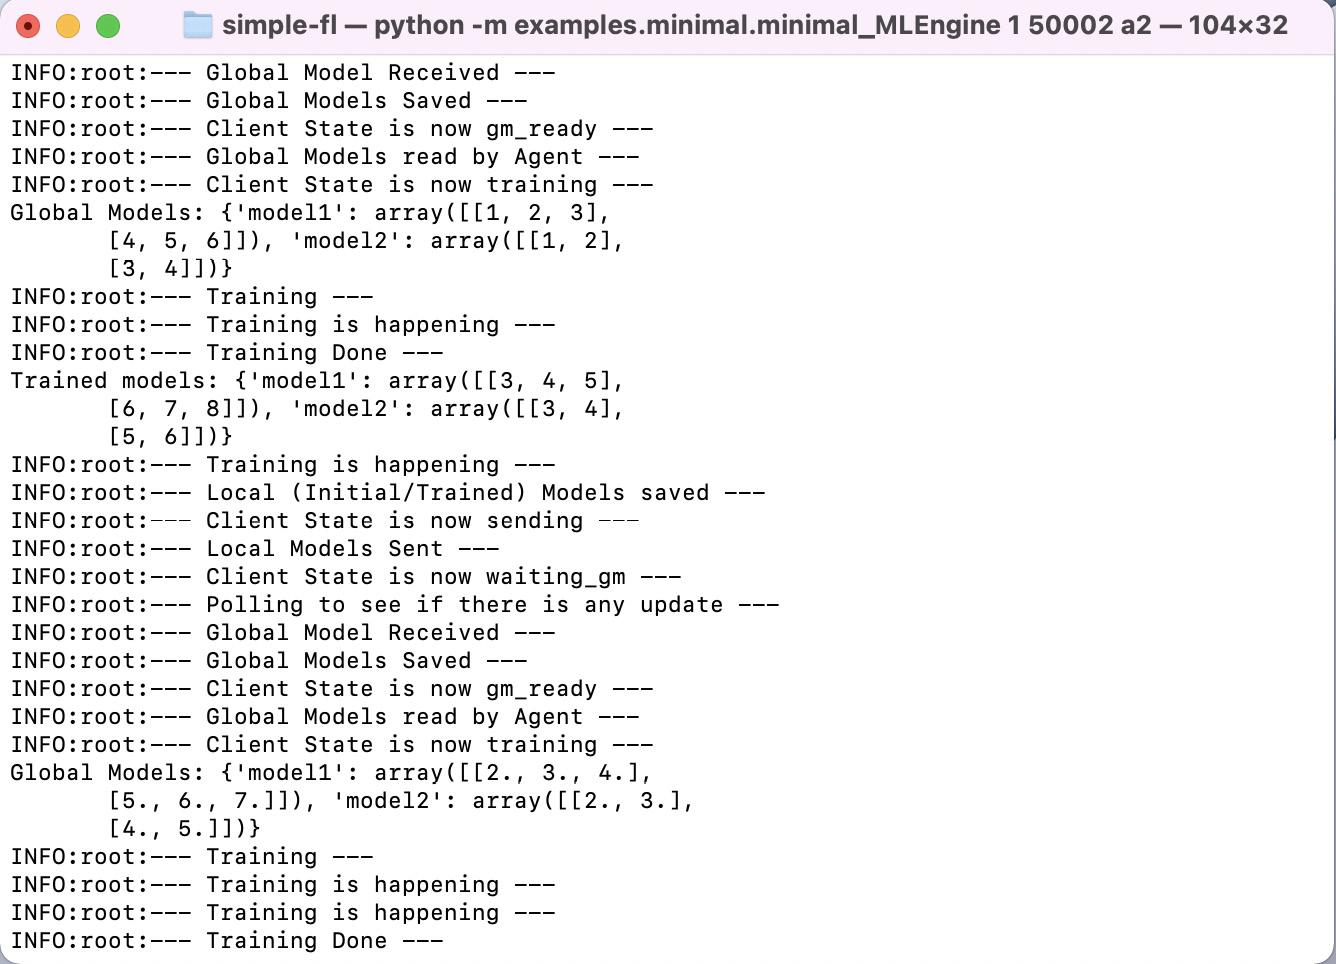 simple-fl — python -m examples.minimal.minimal_MLEngine 1 50002 a2 — 104×32
INFO:root:--- Global Model Received ---
INFO:root:--- Global Models Saved ---
INFO:root:--- Client State is now gm_ready ---
INFO:root:--- Global Models read by Agent ---
INFO:root:--- Client State is now training ---
Global Models: {'model1': array([[1, 2, 3],
       [4, 5, 6]]), 'model2': array([[1, 2],
       [3, 4]])}
INFO:root:--- Training ---
INFO:root:--- Training is happening ---
INFO:root:--- Training Done ---
Trained models: {'model1': array([[3, 4, 5],
       [6, 7, 8]]), 'model2': array([[3, 4],
       [5, 6]])}
INFO:root:--- Training is happening ---
INFO:root:--- Local (Initial/Trained) Models saved ---
INFO:root:--- Client State is now sending ---
INFO:root:--- Local Models Sent ---
INFO:root:--- Client State is now waiting_gm ---
INFO:root:--- Polling to see if there is any update ---
INFO:root:--- Global Model Received ---
INFO:root:--- Global Models Saved ---
INFO:root:--- Client State is now gm_ready ---
INFO:root:--- Global Models read by Agent ---
INFO:root:--- Client State is now training ---
Global Models: {'model1': array([[2., 3., 4.],
       [5., 6., 7.]]), 'model2': array([[2., 3.],
       [4., 5.]])}
INFO:root:--- Training ---
INFO:root:--- Training is happening ---
INFO:root:--- Training is happening ---
INFO:root:--- Training Done ---